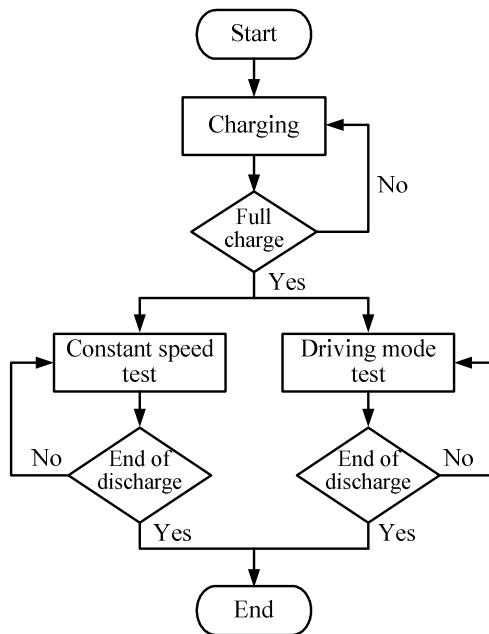 Start
Charging
No
Full
charge
Yes
Constant speed
test
Driving mode
test
No
End of
discharge
End of
discharge
No
Yes
Yes
End